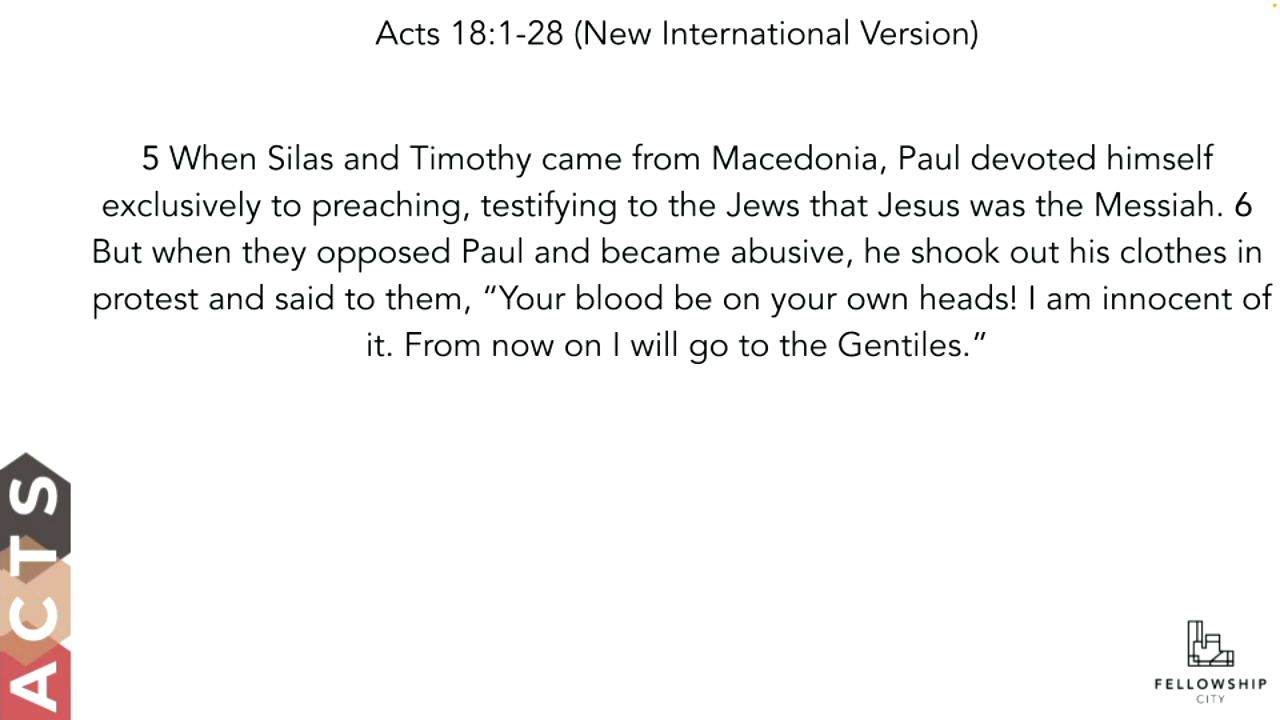 Acts 18:1-28 (New International Version)
5 When Silas and Timothy came from Macedonia, Paul devoted himself
exclusively to preaching, testifying to the Jews that Jesus was the Messiah. 6
But when they opposed Paul and became abusive, he shook out his clothes in
protest and said to them, “Your blood be on your own heads! I am innocent of
it. From now on I will go to the Gentiles.”
ACTS
FELLOWSHIP
CITY